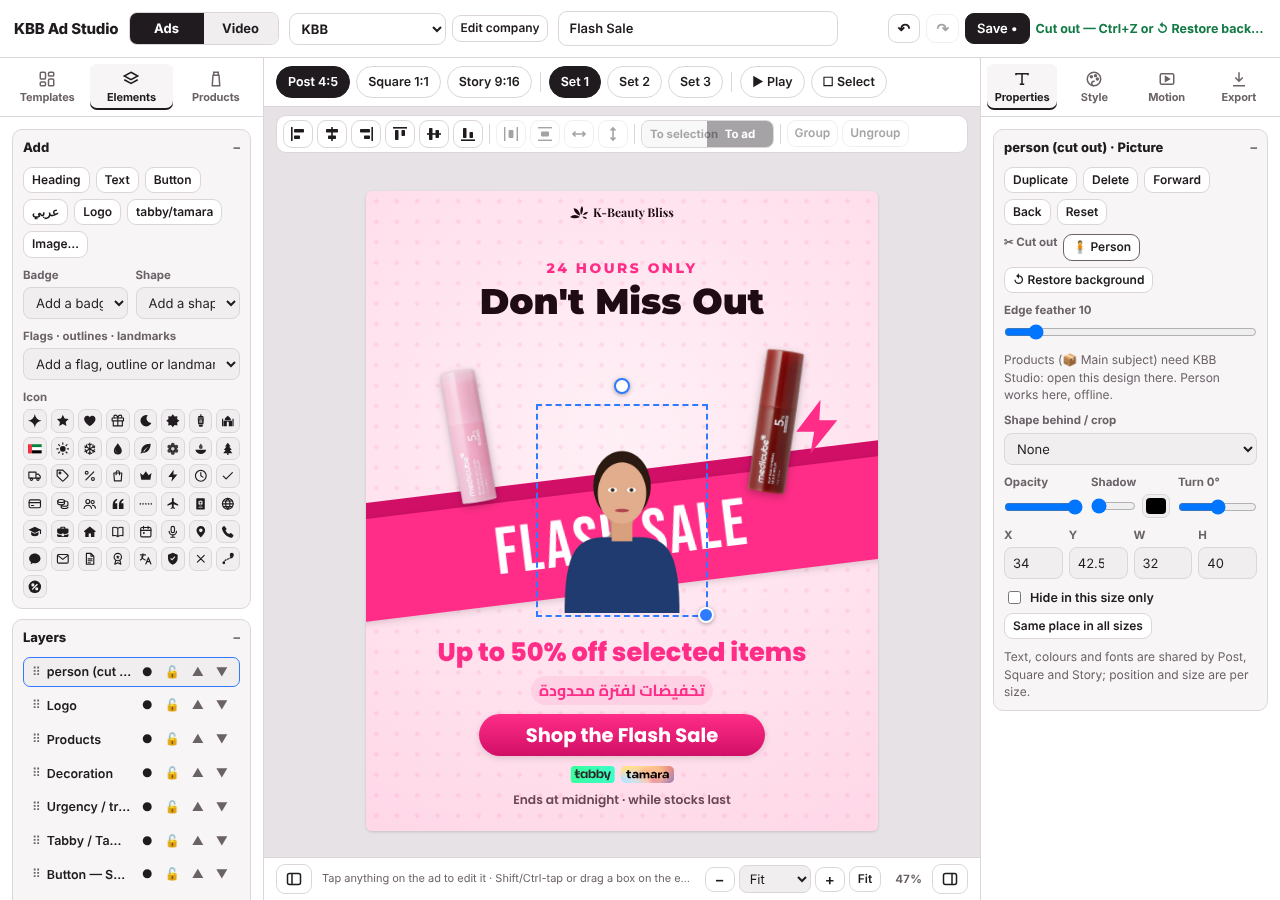 KBB Ad Studio
Ads
Video
KBB
Edit company
Flash Sale
Save •
Cut out — Ctrl+Z or ↺ Restore back…
Templates
Elements
Products
Post 4:5
Square 1:1
Story 9:16
Set 1
Set 2
Set 3
▶ Play
☐ Select
Properties
Style
Motion
Export
To selection
To ad
Group
Ungroup
Add
Heading
Text
Button
عربي
Logo
tabby/tamara
Image…
Badge
Shape
Add a badg
Add a shap
Flags · outlines · landmarks
Add a flag, outline or landmar
Icon
Layers
person (cut …
Logo
Products
Decoration
Urgency / tr…
Tabby / Ta…
Button — S…
K-Beauty Bliss
24 HOURS ONLY
Don't Miss Out
medicube
medicube
FLASH SALE
Up to 50% off selected items
تخفيضات لفترة محدودة
Shop the Flash Sale
tabby
tamara
Ends at midnight · while stocks last
Tap anything on the ad to edit it · Shift/Ctrl-tap or drag a box on the e…
Fit
Fit
47%
person (cut out) · Picture
Duplicate
Delete
Forward
Back
Reset
✂ Cut out
Person
↺ Restore background
Edge feather 10
Products (📦 Main subject) need KBB
Studio: open this design there. Person
works here, offline.
Shape behind / crop
None
Opacity
Shadow
Turn 0°
X
Y
W
H
34
42.5
32
40
Hide in this size only
Same place in all sizes
Text, colours and fonts are shared by Post,
Square and Story; position and size are per
size.